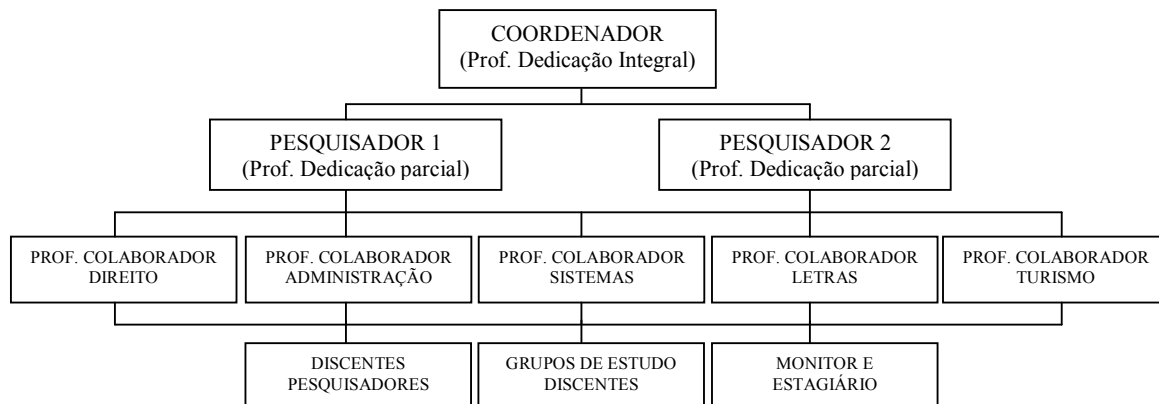 COORDENADOR
(Prof. Dedicação Integral)
PESQUISADOR 1
(Prof. Dedicação parcial)
PESQUISADOR 2
(Prof. Dedicação parcial)
PROF. COLABORADOR
DIREITO
PROF. COLABORADOR
ADMINISTRAÇÃO
PROF. COLABORADOR
SISTEMAS
PROF. COLABORADOR
LETRAS
PROF. COLABORADOR
TURISMO
DISCENTES
PESQUISADORES
GRUPOS DE ESTUDO
DISCENTES
MONITOR E
ESTAGIÁRIO